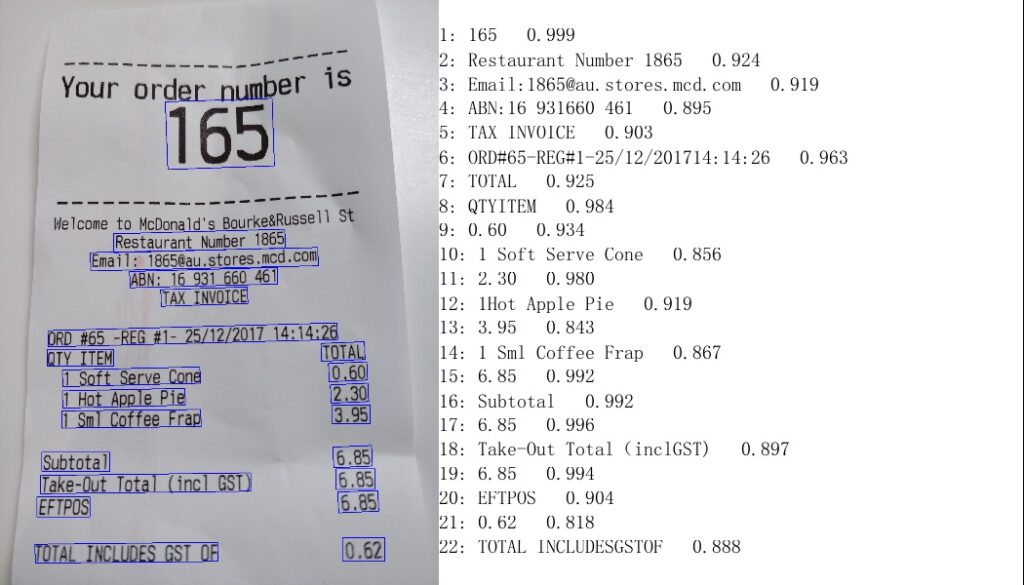 Your order number is
165
Welcome to McDonald's Bourke&Russell St
Restaurant Number 1865
Email: 1865@au.stores.mcd.com
ABN: 16 931 660 461
TAX INVOICE
ORD #65 -REG #1- 25/12/2017 14:14:26
QTY ITEM TOTAL
1 Soft Serve Cone 0.60
1 Hot Apple Pie 2.30
1 Sml Coffee Frap 3.95
Subtotal 6.85
Take-Out Total (incl GST) 6.85
EFTPOS 6.85
TOTAL INCLUDES GST OF 0.62
1: 165 0.999
2: Restaurant Number 1865 0.924
3: Email:1865@au.stores.mcd.com 0.919
4: ABN:16 931660 461 0.895
5: TAX INVOICE 0.903
6: ORD#65-REG#1-25/12/201714:14:26 0.963
7: TOTAL 0.925
8: QTYITEM 0.984
9: 0.60 0.934
10: 1 Soft Serve Cone 0.856
11: 2.30 0.980
12: 1Hot Apple Pie 0.919
13: 3.95 0.843
14: 1 Sml Coffee Frap 0.867
15: 6.85 0.992
16: Subtotal 0.992
17: 6.85 0.996
18: Take-Out Total (inclGST) 0.897
19: 6.85 0.994
20: EFTPOS 0.904
21: 0.62 0.818
22: TOTAL INCLUDESGSTOF 0.888